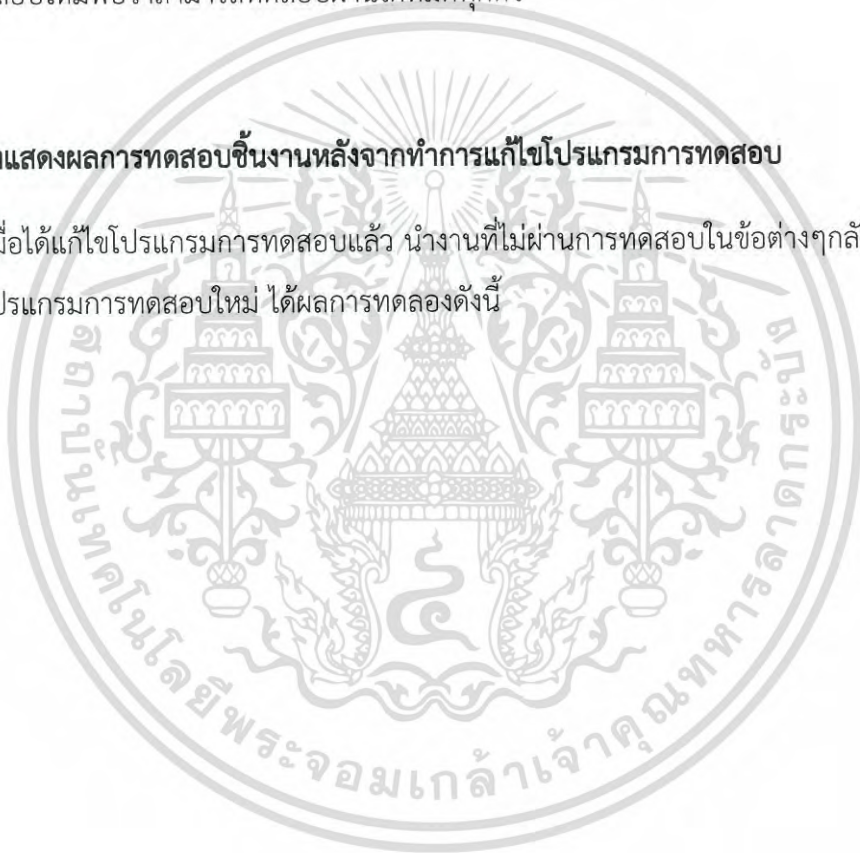 แสดงผลการทดสอบชิ้นงานหลังจากทำการแก้ไขโปรแกรมการทดสอบ
มื่อได้แก้ไขโปรแกรมการทดสอบแล้ว นำงานที่ไม่ผ่านการทดสอบในข้อต่างๆกลั
ปรแกรมการทดสอบใหม่ ได้ผลการทดลองดังนี้
สถาบันเทคโนโลยีพระจอมเกล้าเจ้าคุณทหารลาดกระบัง
๔